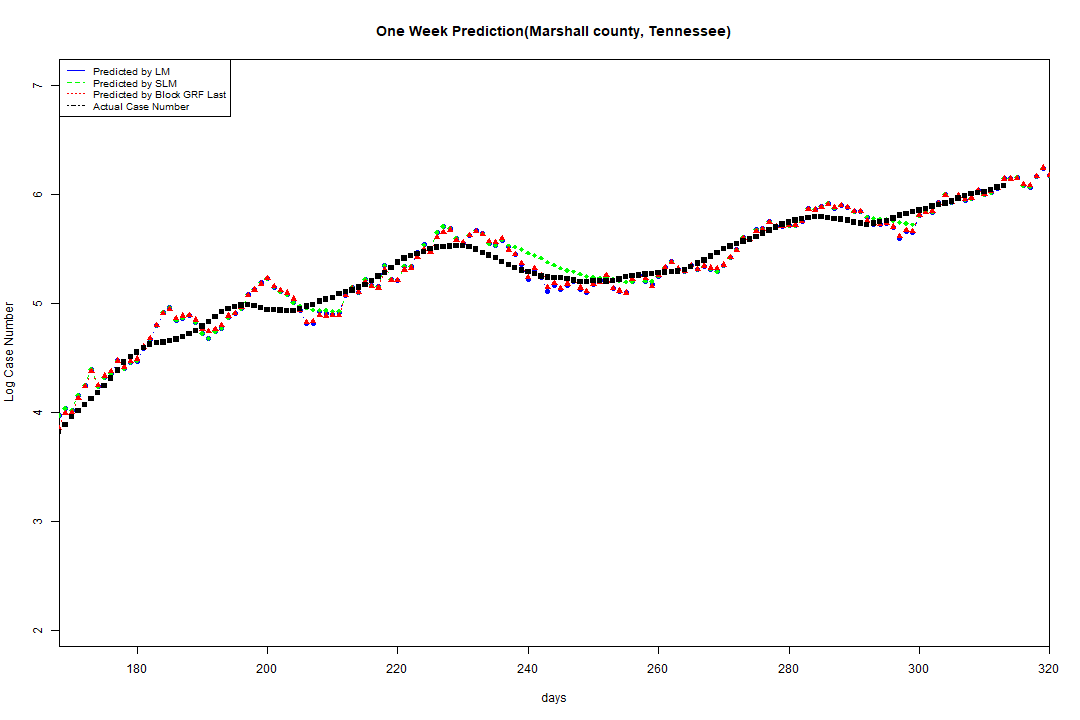 One Week Prediction(Marshall county, Tennessee)
Predicted by LM
Predicted by SLM
Predicted by Block GRF Last
Actual Case Number
7
6
5
4
3
2
Log Case Number
180 200 220 240 260 280 300 320
days